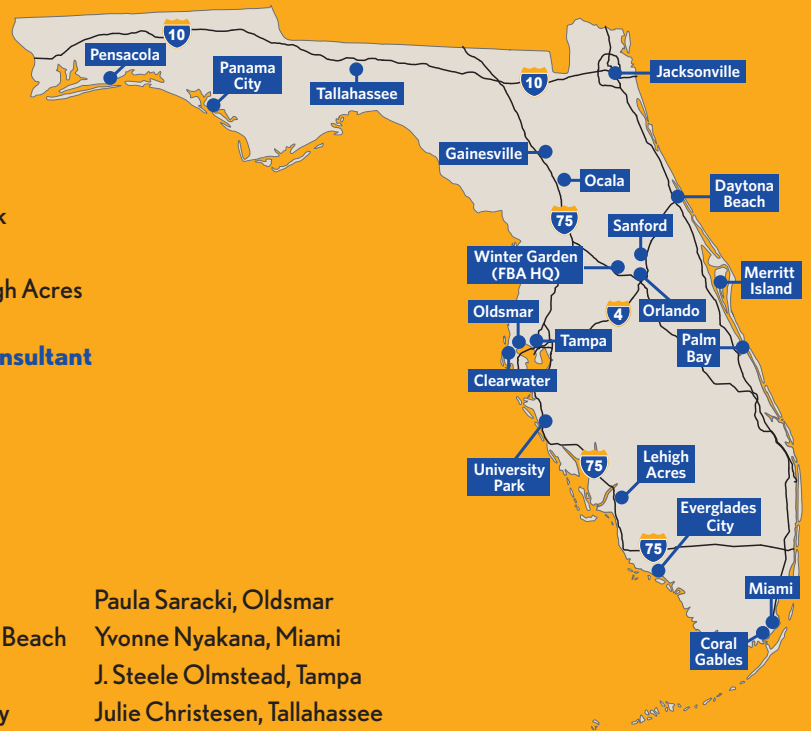 10
Pensacola
Panama
City
Tallahassee
10
Jacksonville
Gainesville
Ocala
Daytona
Beach
75
Sanford
Winter Garden
(FBA HQ)
Merritt
Island
Oldsmar
4
Orlando
Tampa
Palm
Bay
Clearwater
University
Park
75
Lehigh
Acres
Everglades
City
75
Miami
Coral
Gables
k
gh Acres
nsultant
Paula Saracki, Oldsmar
Beach Yvonne Nyakana, Miami
J. Steele Olmstead, Tampa
y Julie Christesen, Tallahassee